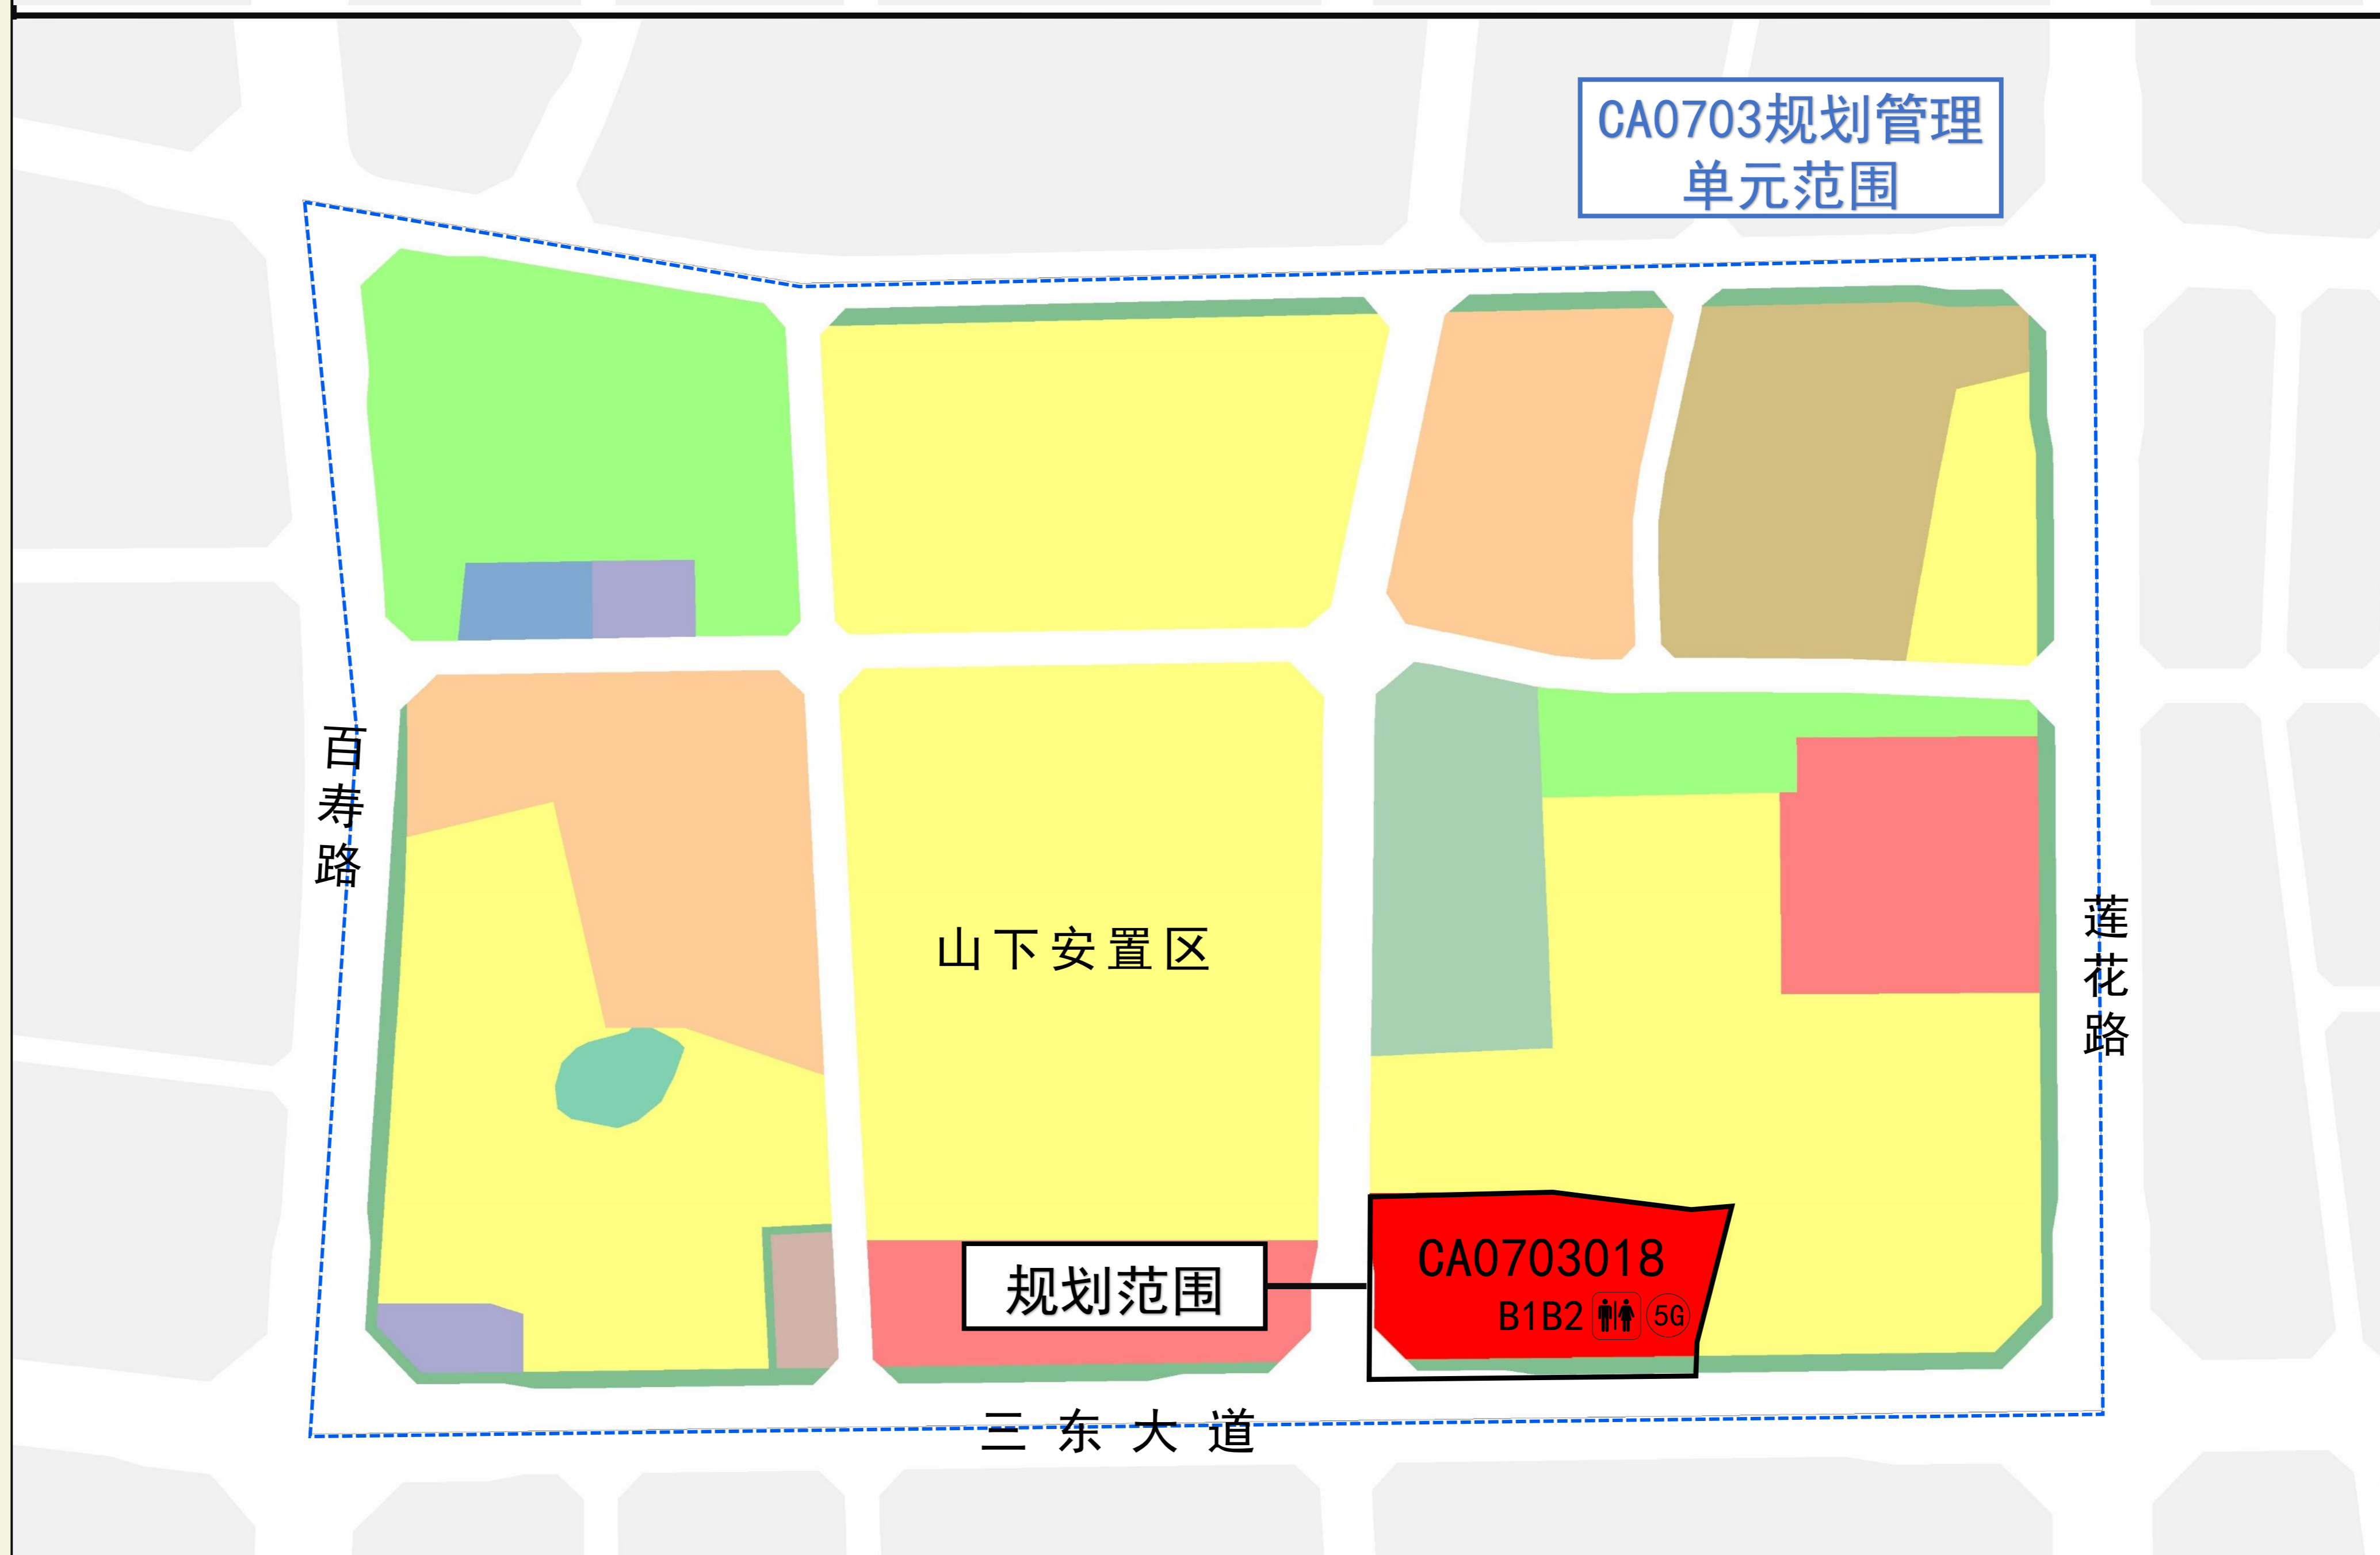 CA0703规划管理
单元范围
百寿路
山下安置区
莲花路
规划范围
CA0703018
B1B2 5G
三东大道